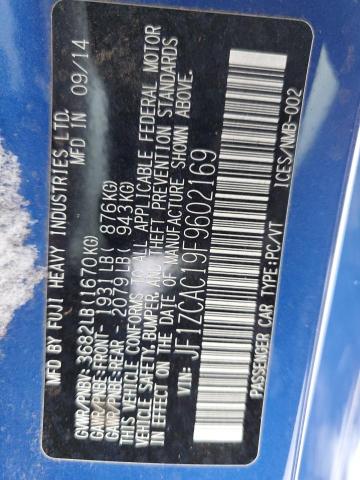 MFD BY FUJI HEAVY INDUSTRIES LTD. IN 09/14
GVWR/PNBV: 3682LB(1670KG)
GAWR/PNBE:FRONT- 1931LB( 876KG)
GAWR/PNBE:REAR - 2079LB( 943KG)
THIS VEHICLE CONFORMS TO ALL APPLICABLE FEDERAL MOTOR
VEHICLE SAFETY,BUMPER, AND THEFT PREVENTION STANDARDS
IN EFFECT ON THE DATE OF MANUFACTURE SHOWN ABOVE.
VIN: JF1ZCAC19F9602169
PASSENGER CAR TYPE:PC/VT ICES/NMB-002